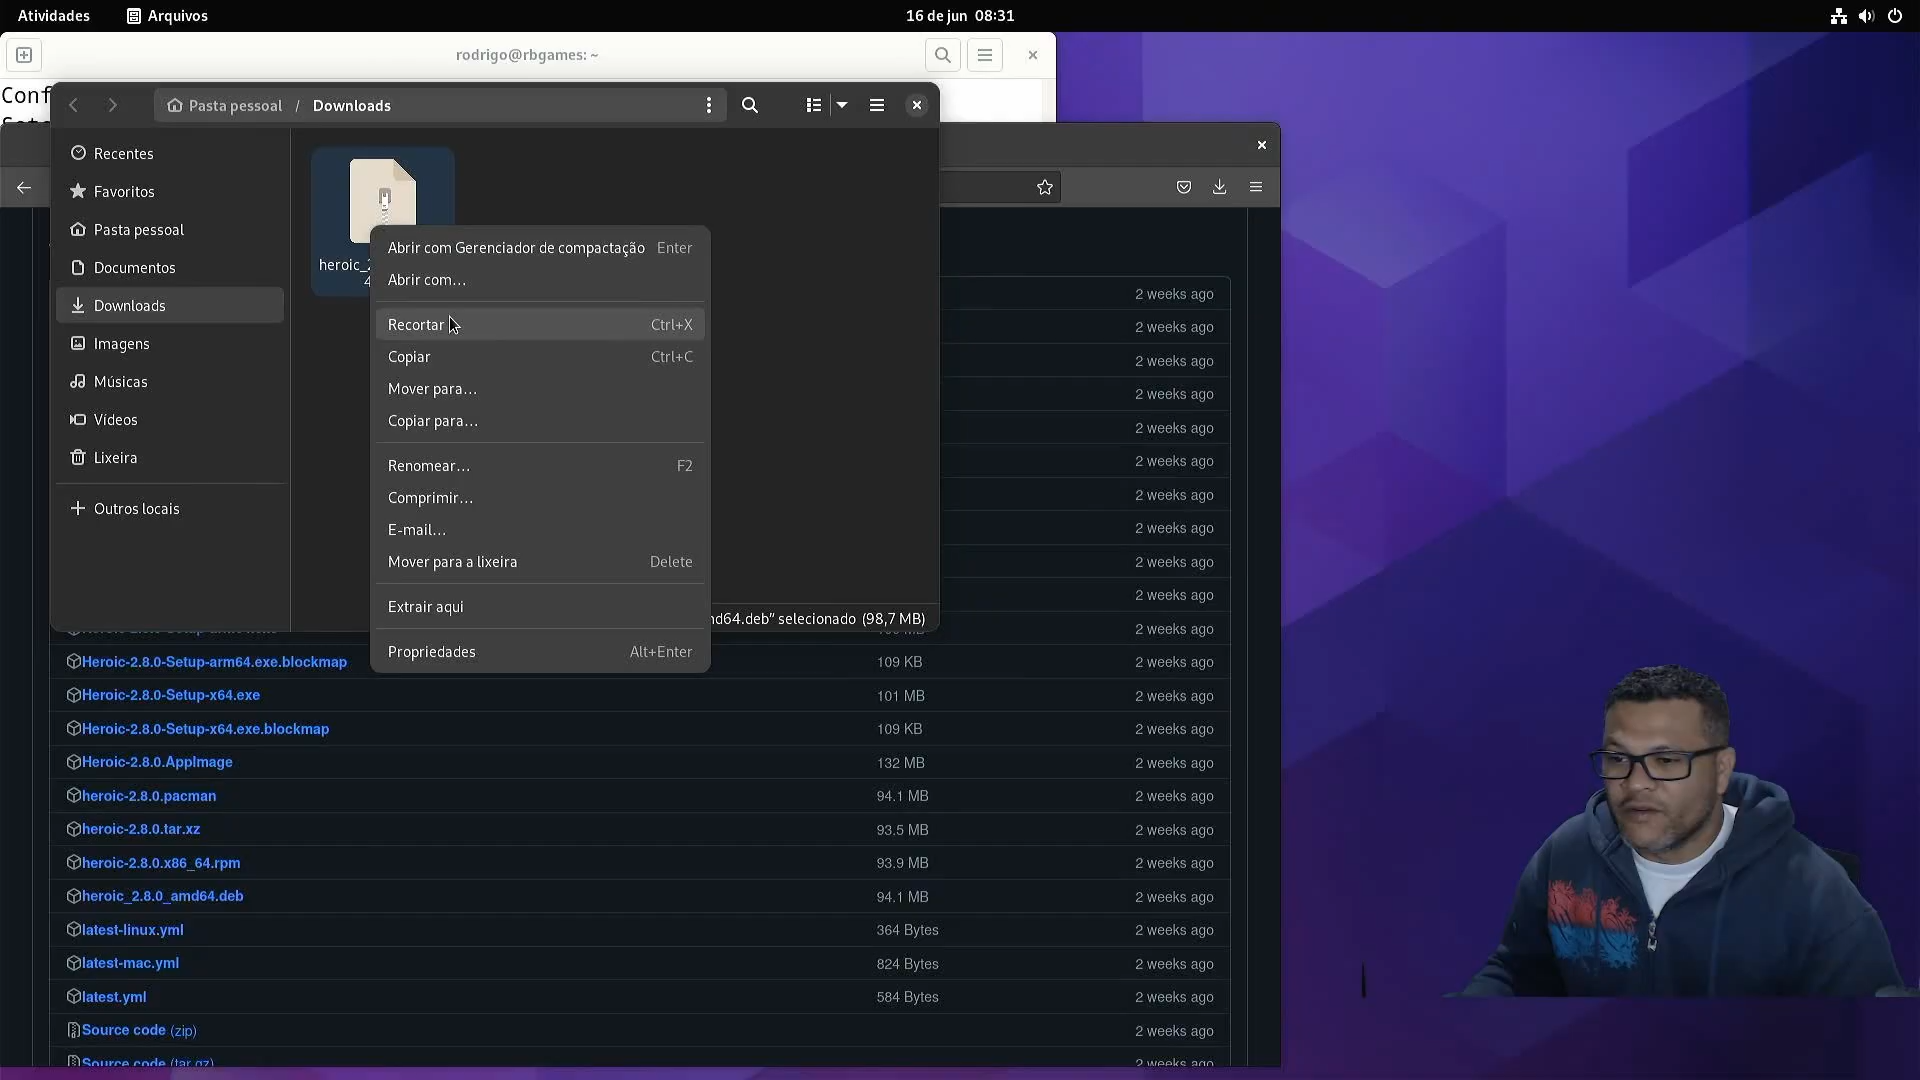 Atividades
Arquivos
16 de jun 08:31
rodrigo@rbgames: ~
Conf
Pasta pessoal / Downloads
Recentes
Favoritos
Pasta pessoal
Documentos
Downloads
Imagens
Músicas
Vídeos
Lixeira
Outros locais
heroic_2
4
Abrir com Gerenciador de compactação Enter
Abrir com…
Recortar Ctrl+X
Copiar Ctrl+C
Mover para…
Copiar para…
Renomear… F2
Comprimir…
E-mail…
Mover para a lixeira Delete
Extrair aqui
Propriedades Alt+Enter
md64.deb" selecionado (98,7 MB)
2 weeks ago
2 weeks ago
2 weeks ago
2 weeks ago
2 weeks ago
2 weeks ago
2 weeks ago
2 weeks ago
2 weeks ago
2 weeks ago
2 weeks ago
Heroic-2.8.0-Setup-arm64.exe.blockmap 109 KB 2 weeks ago
Heroic-2.8.0-Setup-x64.exe 101 MB 2 weeks ago
Heroic-2.8.0-Setup-x64.exe.blockmap 109 KB 2 weeks ago
Heroic-2.8.0.AppImage 132 MB 2 weeks ago
heroic-2.8.0.pacman 94.1 MB 2 weeks ago
heroic-2.8.0.tar.xz 93.5 MB 2 weeks ago
heroic-2.8.0.x86_64.rpm 93.9 MB 2 weeks ago
heroic_2.8.0_amd64.deb 94.1 MB 2 weeks ago
latest-linux.yml 364 Bytes 2 weeks ago
latest-mac.yml 824 Bytes 2 weeks ago
latest.yml 584 Bytes 2 weeks ago
Source code (zip) 2 weeks ago
Source code (tar.gz) 2 weeks ago